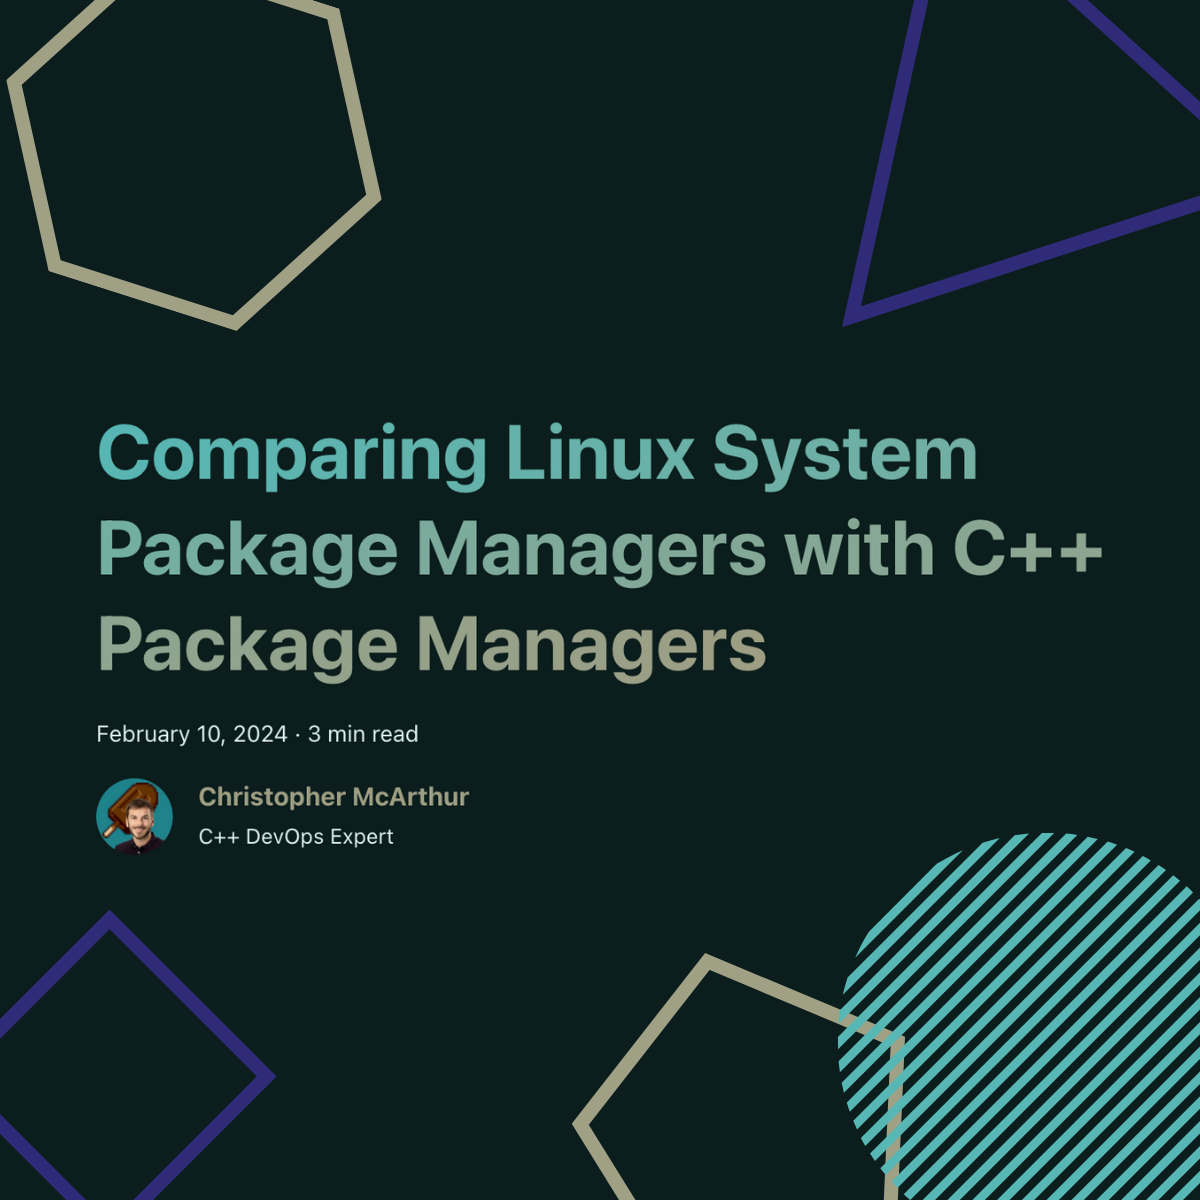 Comparing Linux System
Package Managers with C++
Package Managers
February 10, 2024 · 3 min read
Christopher McArthur
C++ DevOps Expert